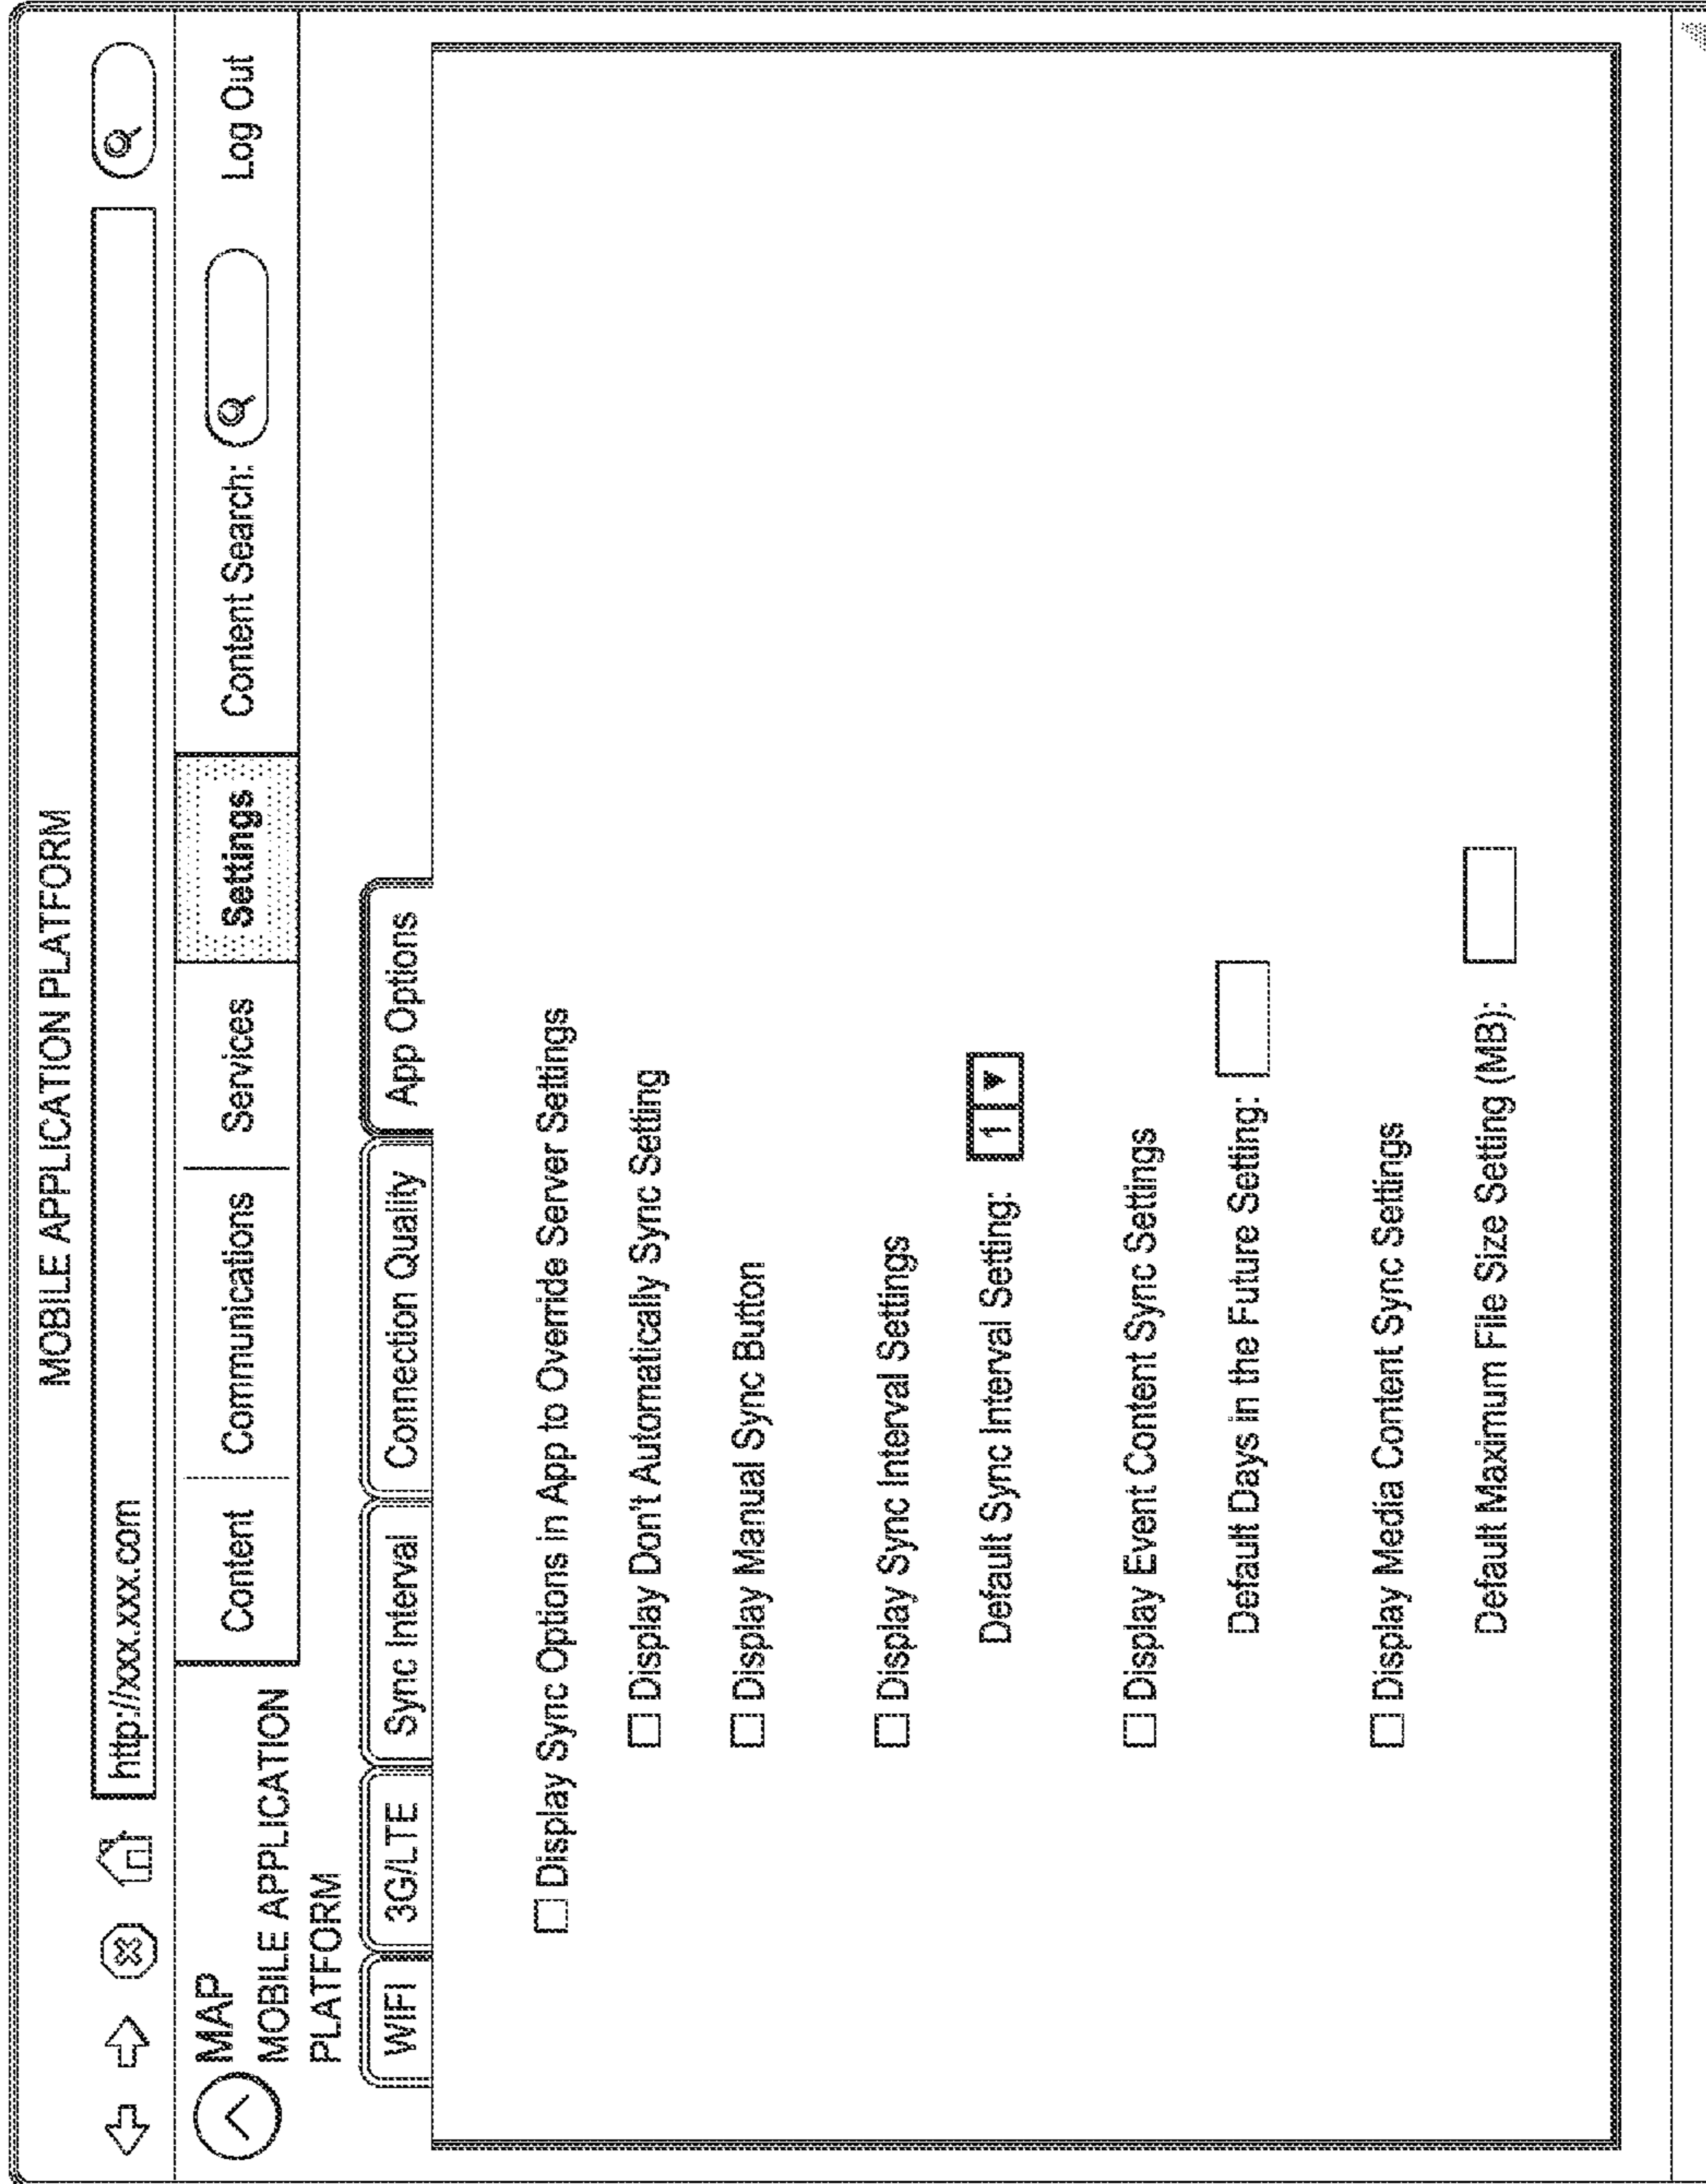 MOBILE APPLICATION PLATFORM
http://xxx.xxx.com
MAP
MOBILE APPLICATION
PLATFORM
Content
Communications
Services
Settings
Content Search:
Log Out
WIFI
3G/LTE
Sync Interval
Connection Quality
App Options
Display Sync Options in App to Override Server Settings
Display Don't Automatically Sync Setting
Display Manual Sync Button
Display Sync Interval Settings
Default Sync Interval Setting: 1
Display Event Content Sync Settings
Default Days in the Future Setting:
Display Media Content Sync Settings
Default Maximum File Size Setting (MB):